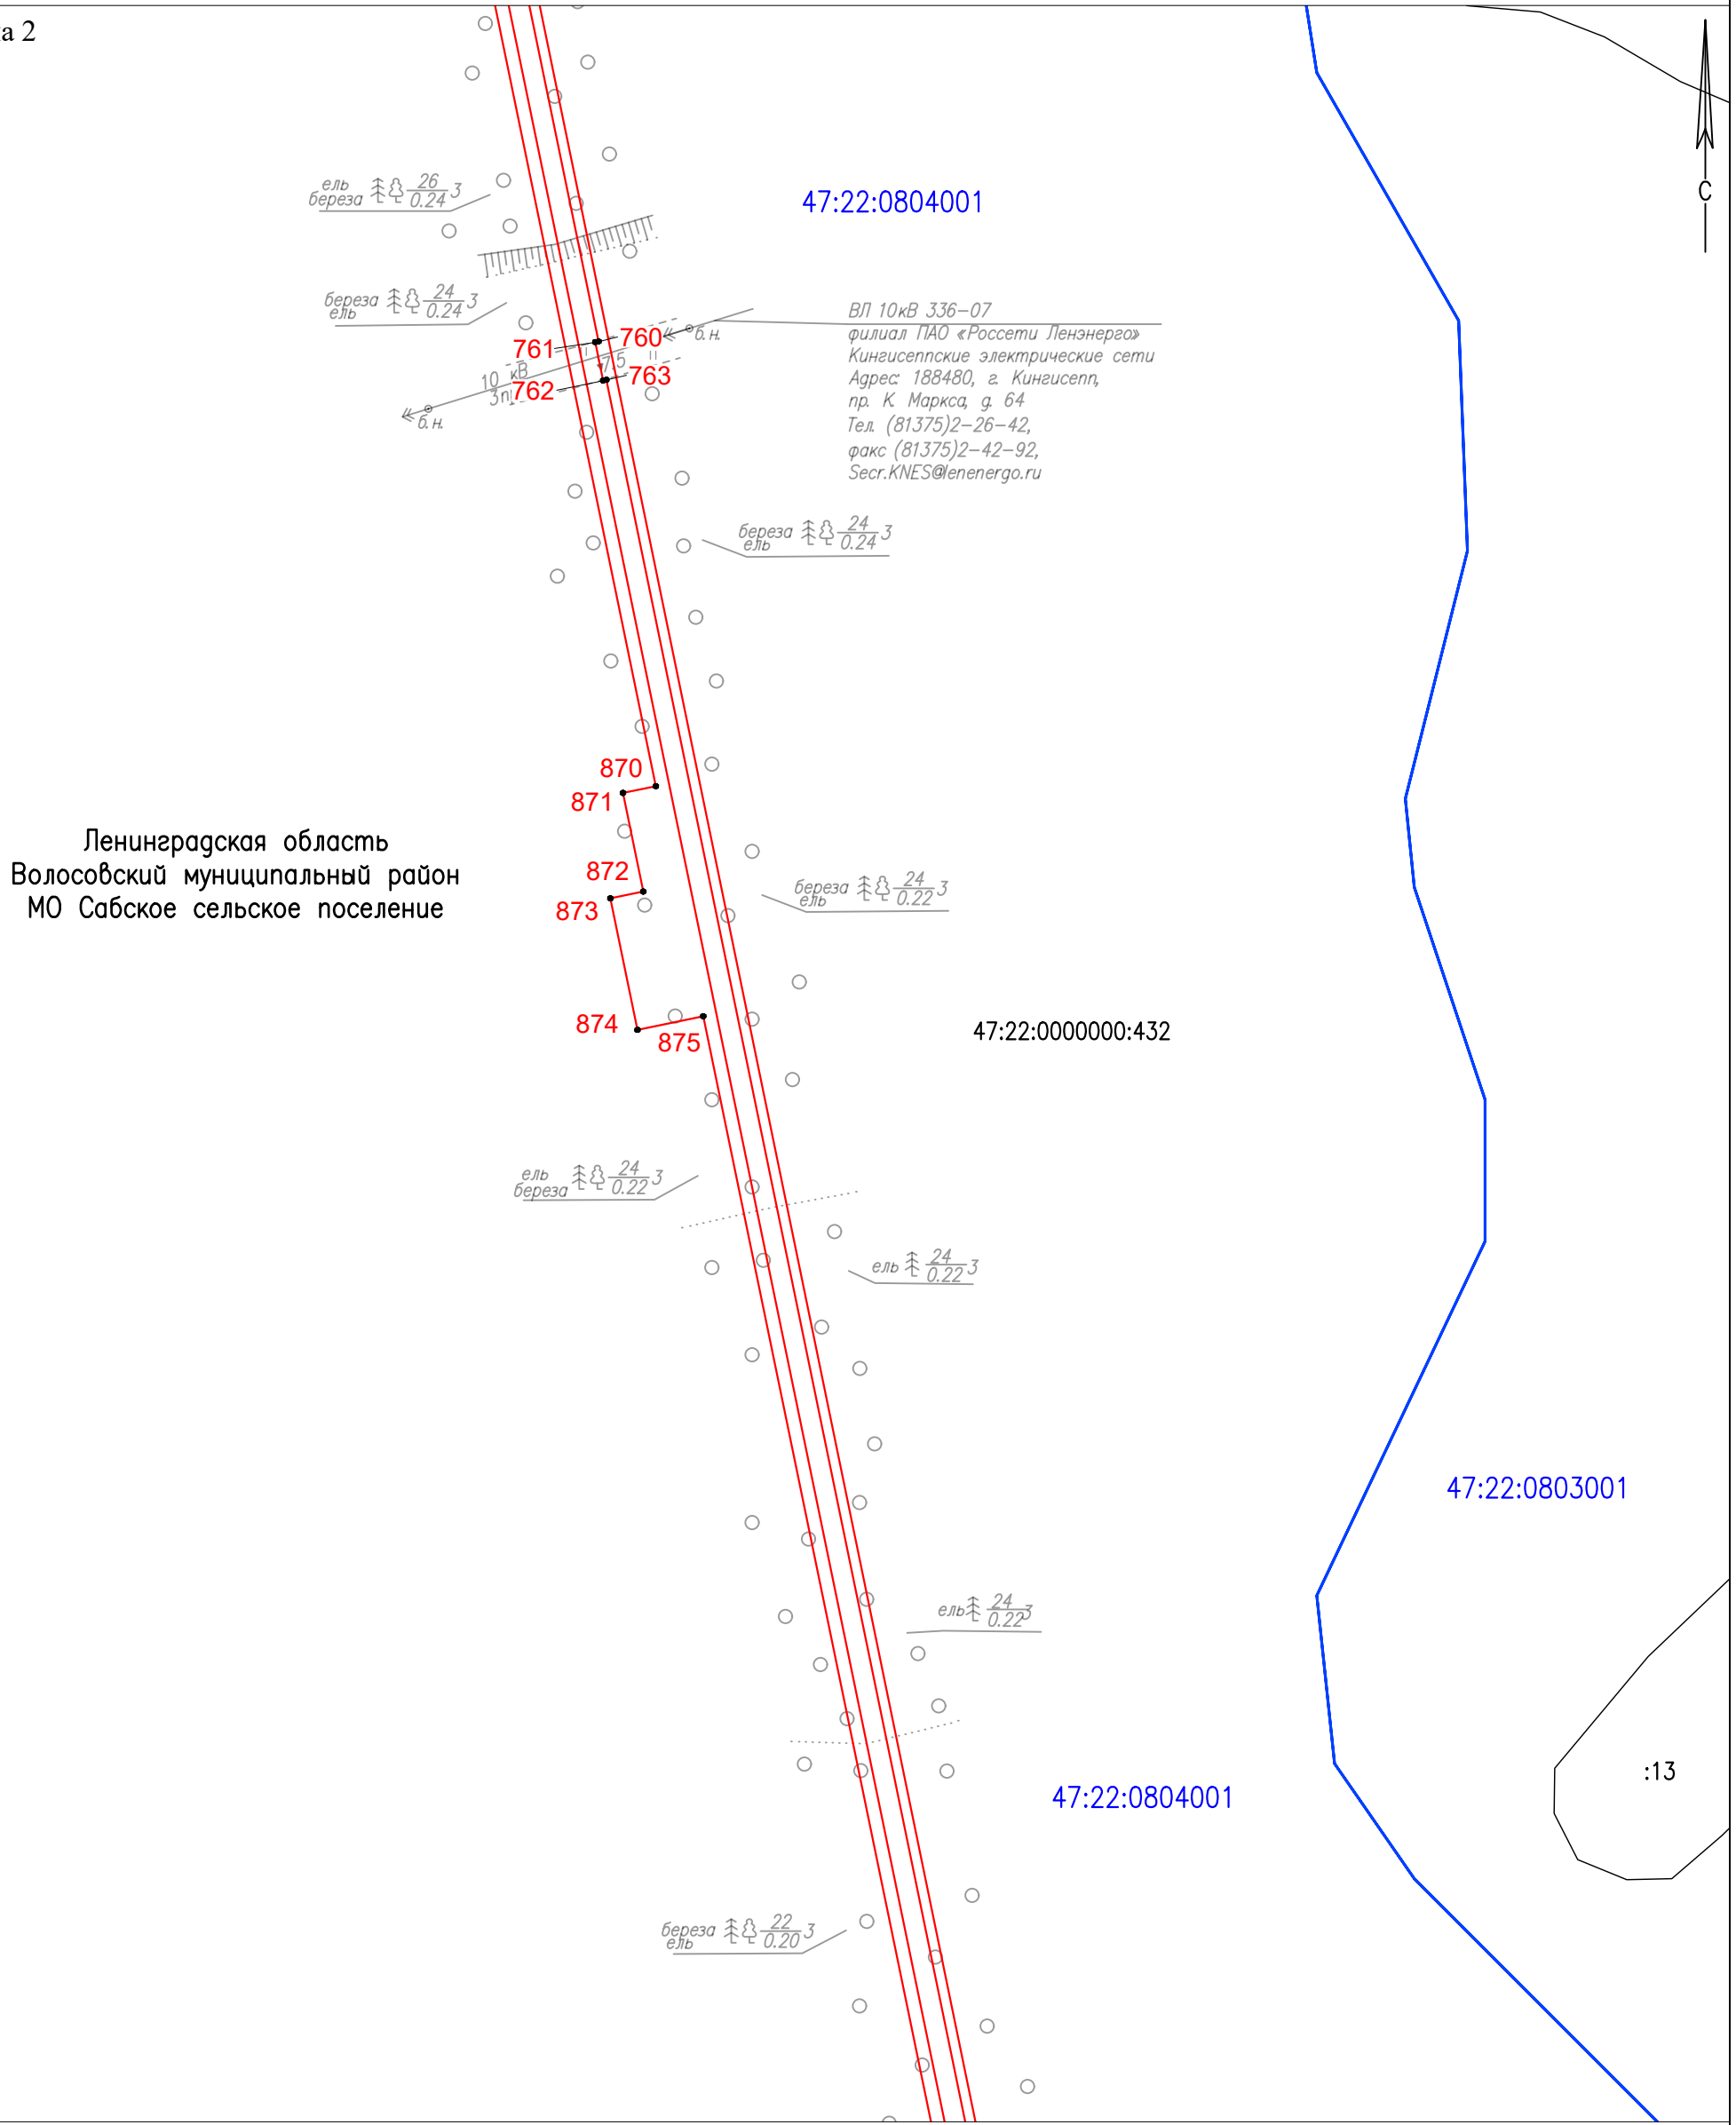 а 2
С
ель
береза 26 3
0.24
47:22:0804001
береза 24 3
ель 0.24
ВЛ 10кВ 336-07
филиал ПАО «Россети Ленэнерго»
Кингисеппские электрические сети
Адрес: 188480, г. Кингисепп,
пр. К. Маркса, д. 64
Тел. (81375)2-26-42,
факс (81375)2-42-92,
Secr.KNES@lenenergo.ru
760
б.н.
761
7.5
763
10 кВ
762
б.н.
береза 24 3
ель 0.24
870
871
Ленинградская область
Волосовский муниципальный район
МО Сабское сельское поселение
872
873
береза 24 3
ель 0.22
874
875
47:22:0000000:432
ель 24 3
береза 0.22
ель 24 3
0.22
47:22:0803001
ель 24 3
0.22
:13
47:22:0804001
береза 22 3
ель 0.20